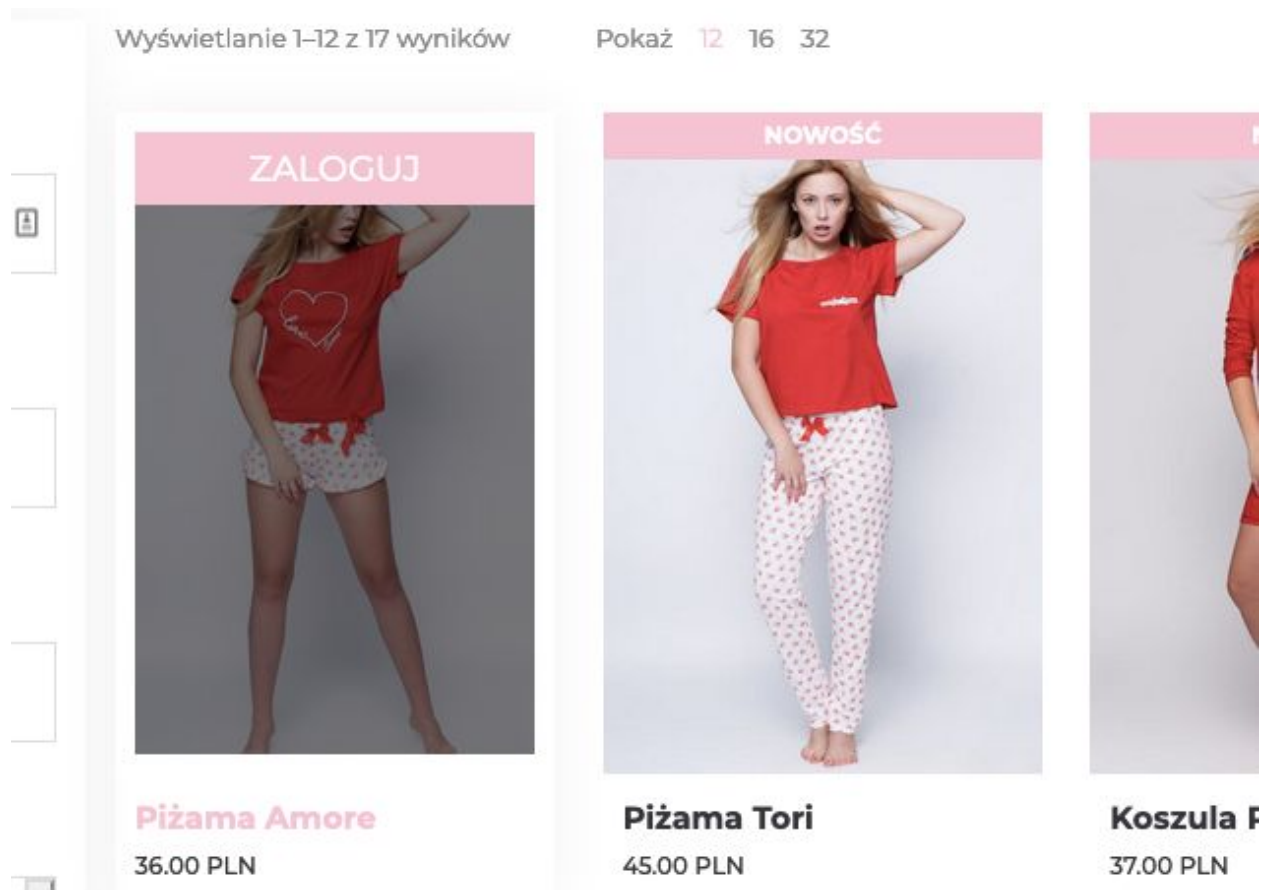 Wyświetlanie 1–12 z 17 wyników
Pokaż 12 16 32
ZALOGUJ
NOWOŚĆ
Piżama Amore
36.00 PLN
Piżama Tori
45.00 PLN
Koszula
37.00 PLN